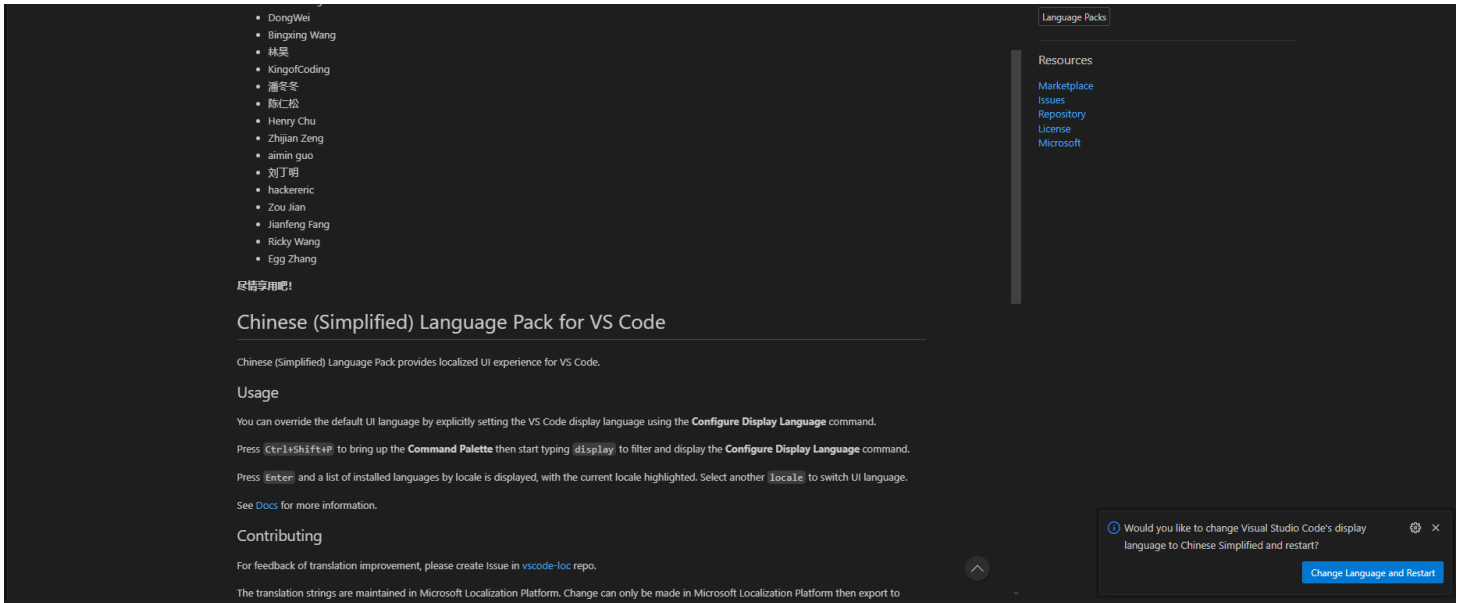 DongWei
Bingxing Wang
林昊
KingofCoding
潘冬冬
陈仁松
Henry Chu
Zhijian Zeng
aimin guo
刘丁明
hackereric
Zou Jian
Jianfeng Fang
Ricky Wang
Egg Zhang
尽情享用吧!
Chinese (Simplified) Language Pack for VS Code
Chinese (Simplified) Language Pack provides localized UI experience for VS Code.
Usage
You can override the default UI language by explicitly setting the VS Code display language using the Configure Display Language command.
Press Ctrl+Shift+P to bring up the Command Palette then start typing display to filter and display the Configure Display Language command.
Press Enter and a list of installed languages by locale is displayed, with the current locale highlighted. Select another locale to switch UI language.
See Docs for more information.
Contributing
For feedback of translation improvement, please create Issue in vscode-loc repo.
The translation strings are maintained in Microsoft Localization Platform. Change can only be made in Microsoft Localization Platform then export to
Language Packs
Resources
Marketplace
Issues
Repository
License
Microsoft
Would you like to change Visual Studio Code's display
language to Chinese Simplified and restart?
Change Language and Restart